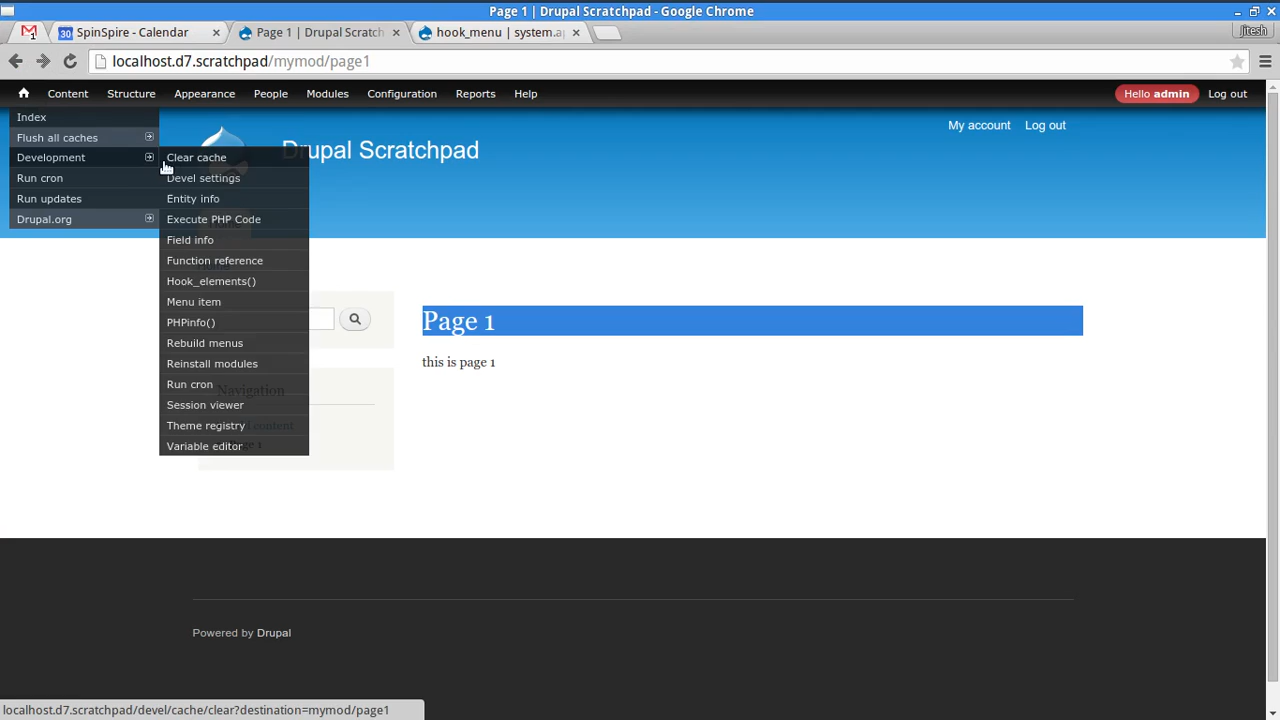 Page 1 | Drupal Scratchpad - Google Chrome
1
30 SpinSpire - Calendar × Page 1 | Drupal Scratch × hook_menu | system.a × jitesh
localhost.d7.scratchpad/mymod/page1
Content Structure Appearance People Modules Configuration Reports Help Hello admin Log out
Index
Flush all caches
Development
Run cron
Run updates
Drupal.org
Clear cache
Devel settings
Entity info
Execute PHP Code
Field info
Function reference
Hook_elements()
Menu item
PHPinfo()
Rebuild menus
Reinstall modules
Run cron
Session viewer
Theme registry
Variable editor
Drupal Scratchpad
My account Log out
Home
Page 1
this is page 1
Navigation
content
Powered by Drupal
localhost.d7.scratchpad/devel/cache/clear?destination=mymod/page1